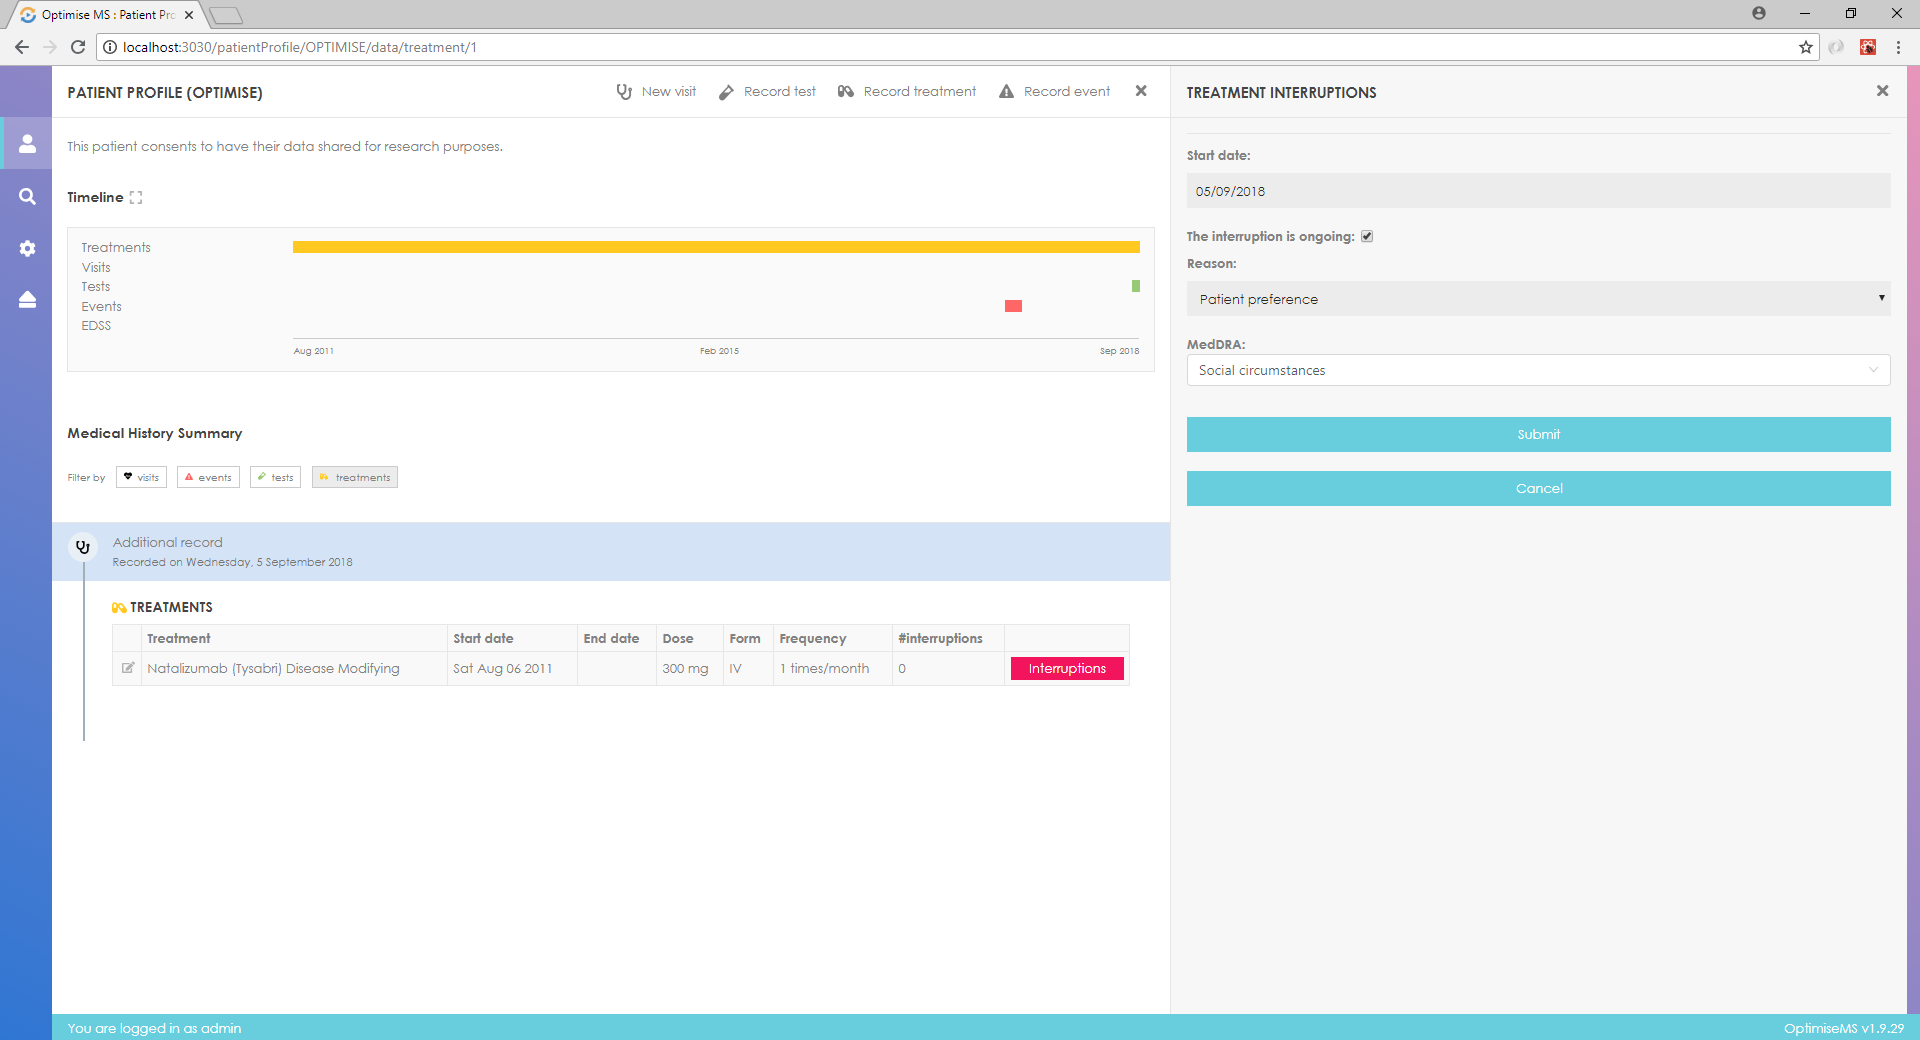 Optimise MS : Patient Pro
localhost:3030/patientProfile/OPTIMISE/data/treatment/1
PATIENT PROFILE (OPTIMISE)
New visit
Record test
Record treatment
Record event
This patient consents to have their data shared for research purposes.
Timeline
Treatments
Visits
Tests
Events
EDSS
Aug 2011
Feb 2015
Sep 2018
Medical History Summary
Filter by
visits
events
tests
treatments
Additional record
Recorded on Wednesday, 5 September 2018
TREATMENTS
Treatment Start date End date Dose Form Frequency #interruptions
Natalizumab (Tysabri) Disease Modifying Sat Aug 06 2011 300 mg IV 1 times/month 0 Interruptions
TREATMENT INTERRUPTIONS
Start date:
05/09/2018
The interruption is ongoing:
Reason:
Patient preference
MedDRA:
Social circumstances
Submit
Cancel
You are logged in as admin
OptimiseMS v1.9.29